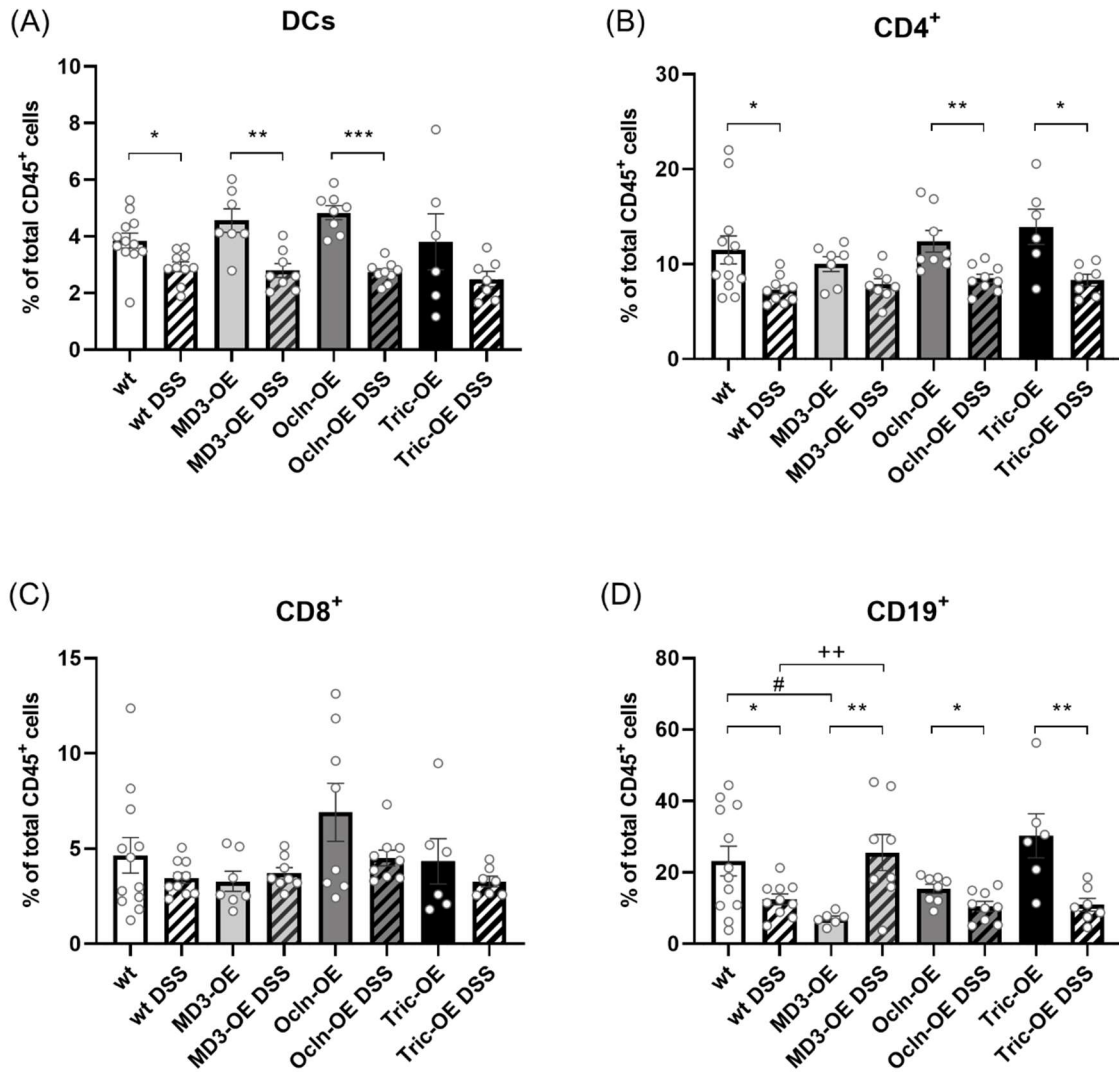 (A)
DCs
% of total CD45⁺ cells
10
8
6
4
2
0
* ** ***
wt
wt DSS
MD3-OE
MD3-OE DSS
Ocln-OE
Ocln-OE DSS
Tric-OE
Tric-OE DSS
(B)
CD4⁺
% of total CD45⁺ cells
30
20
10
0
* ** *
wt
wt DSS
MD3-OE
MD3-OE DSS
Ocln-OE
Ocln-OE DSS
Tric-OE
Tric-OE DSS
(C)
CD8⁺
% of total CD45⁺ cells
15
10
5
0
wt
wt DSS
MD3-OE
MD3-OE DSS
Ocln-OE
Ocln-OE DSS
Tric-OE
Tric-OE DSS
(D)
CD19⁺
% of total CD45⁺ cells
80
60
40
20
0
++
#
* ** * **
wt
wt DSS
MD3-OE
MD3-OE DSS
Ocln-OE
Ocln-OE DSS
Tric-OE
Tric-OE DSS